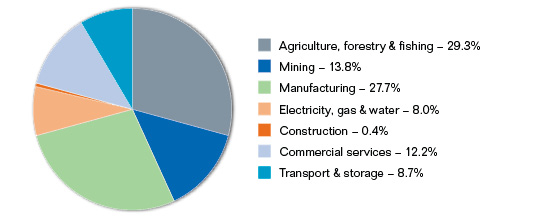 Agriculture, forestry & fishing – 29.3%
Mining – 13.8%
Manufacturing – 27.7%
Electricity, gas & water – 8.0%
Construction – 0.4%
Commercial services – 12.2%
Transport & storage – 8.7%